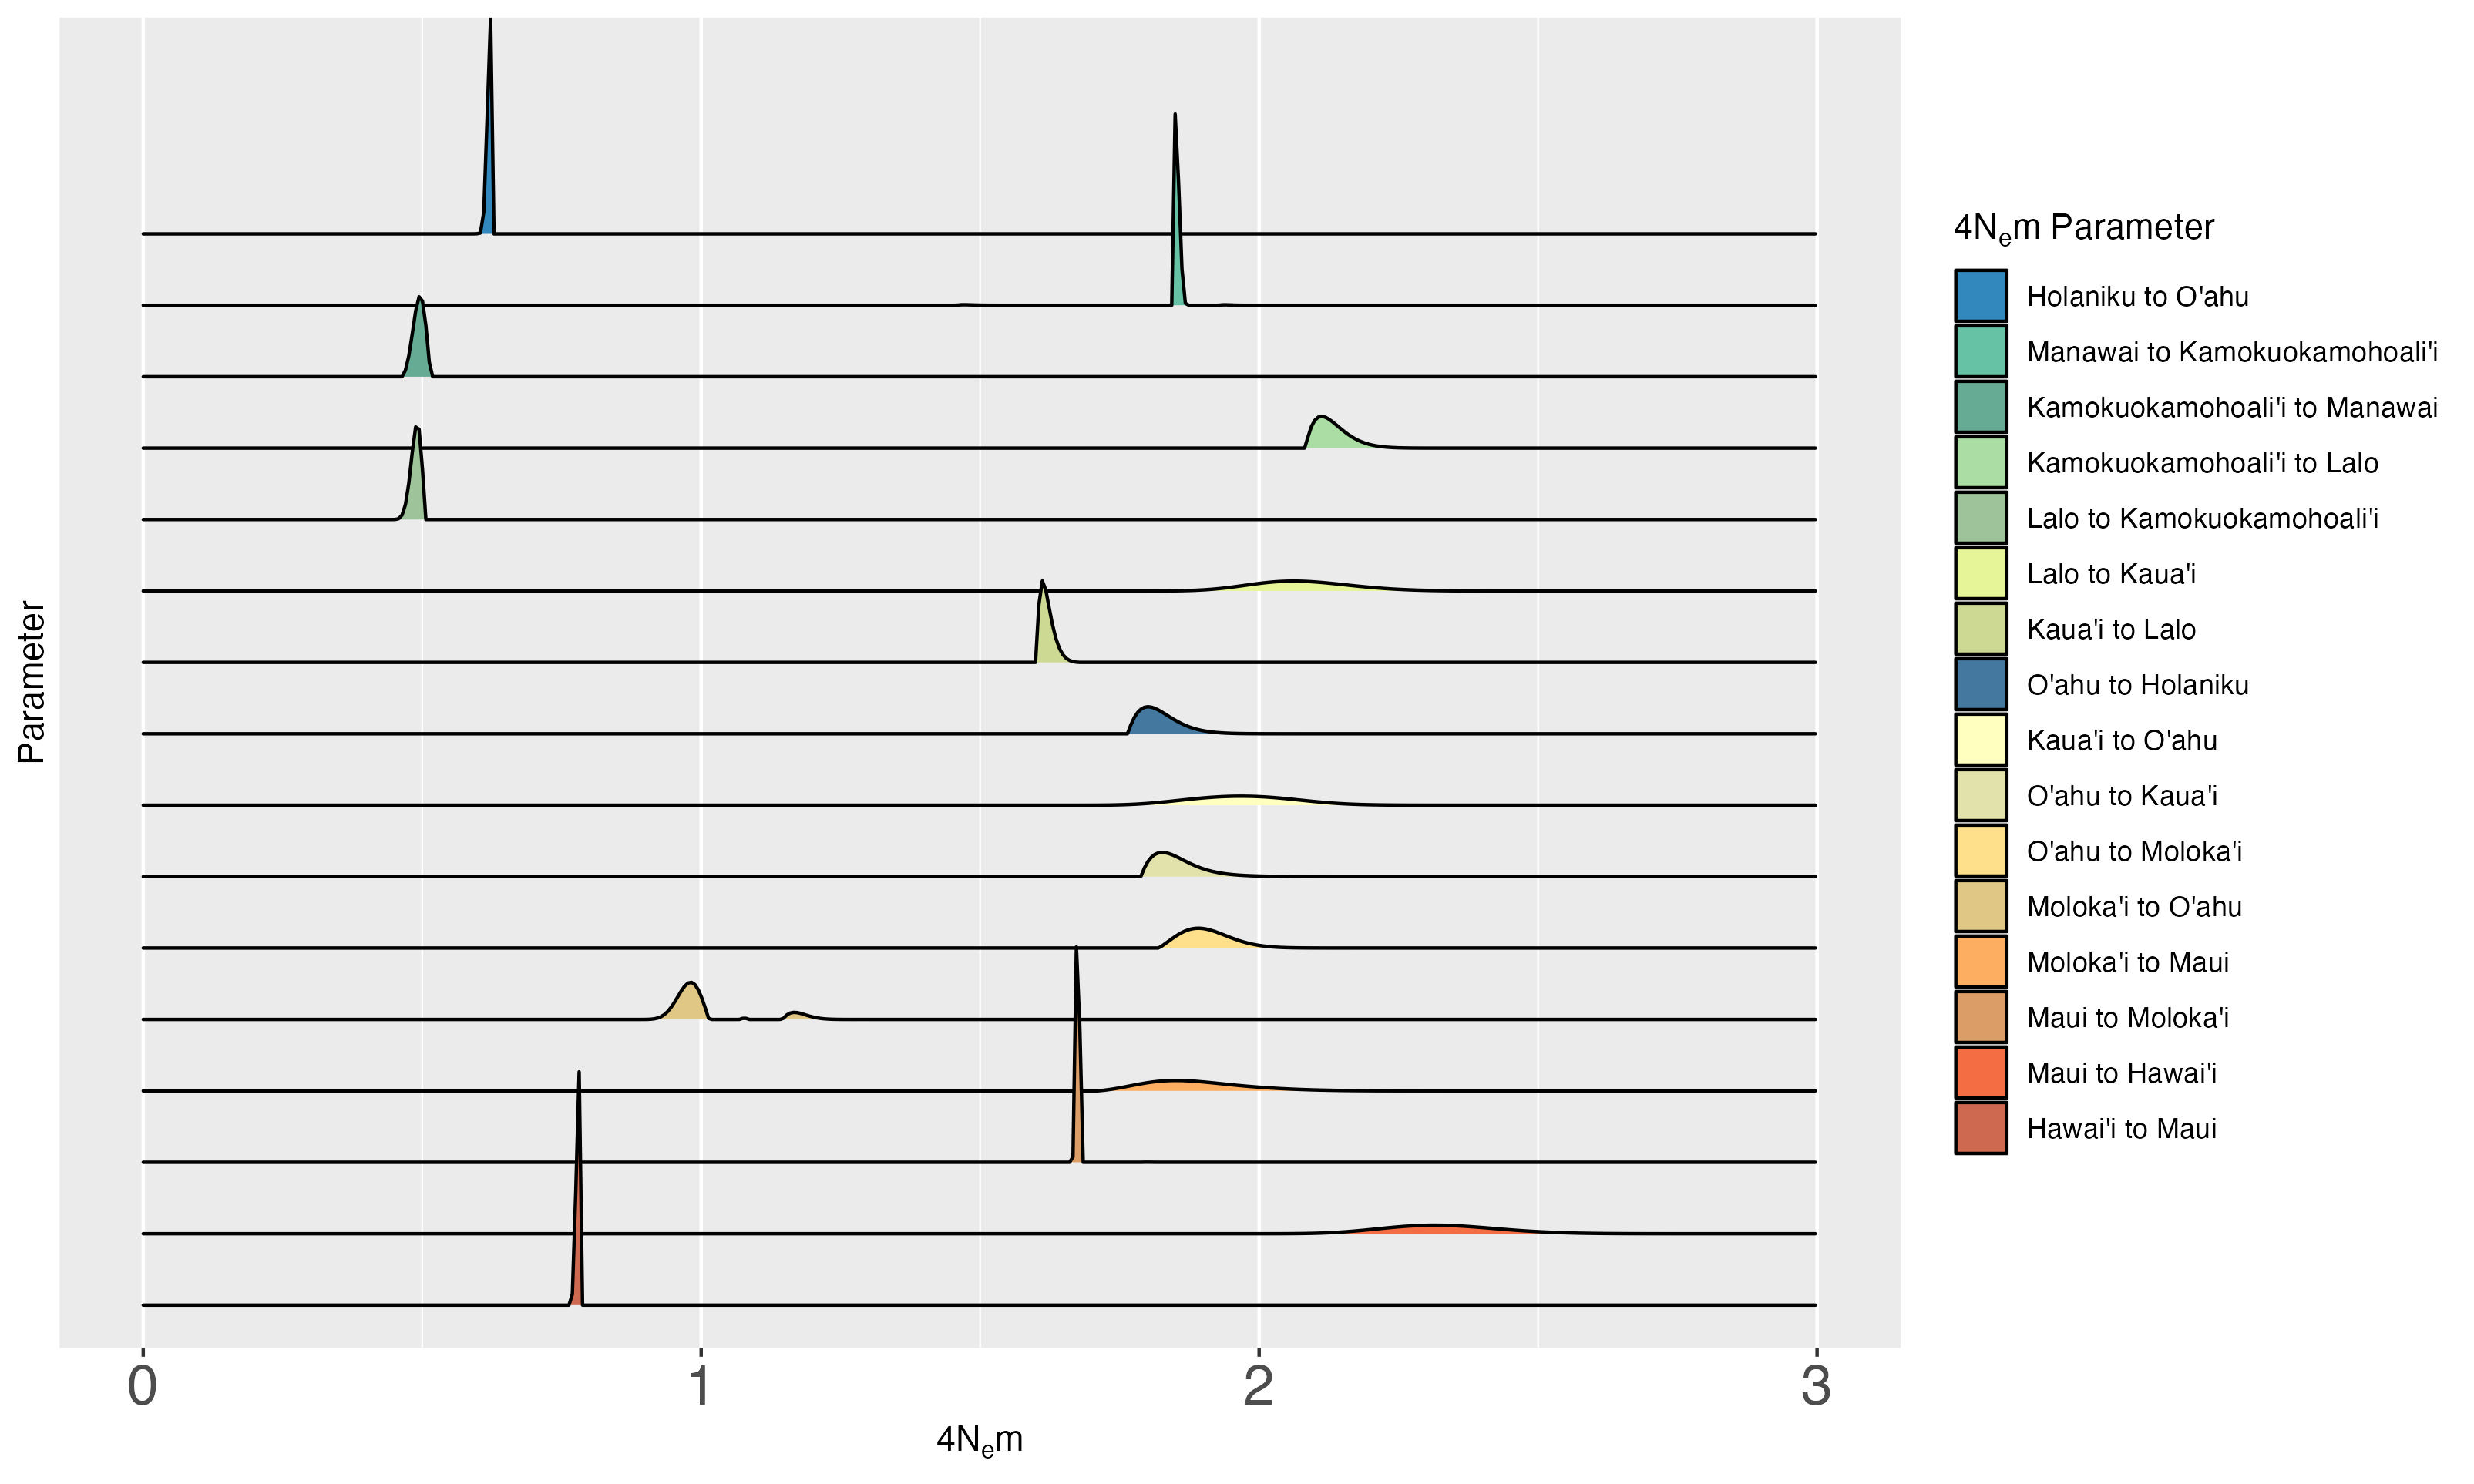 Parameter
0
1
2
3
4Nem
4Nem Parameter
Holaniku to O'ahu
Manawai to Kamokuokamohoali'i
Kamokuokamohoali'i to Manawai
Kamokuokamohoali'i to Lalo
Lalo to Kamokuokamohoali'i
Lalo to Kaua'i
Kaua'i to Lalo
O'ahu to Holaniku
Kaua'i to O'ahu
O'ahu to Kaua'i
O'ahu to Moloka'i
Moloka'i to O'ahu
Moloka'i to Maui
Maui to Moloka'i
Maui to Hawai'i
Hawai'i to Maui